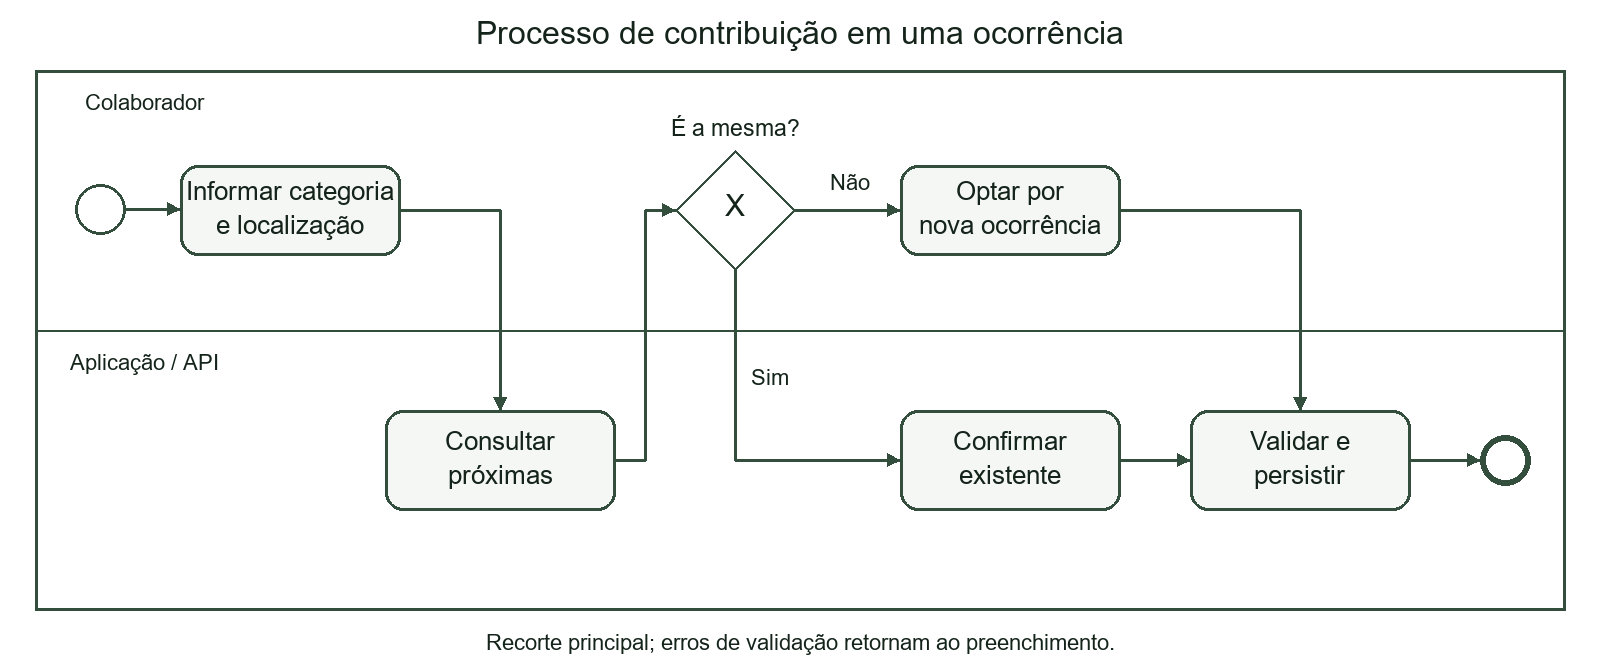 Processo de contribuição em uma ocorrência
Colaborador
É a mesma?
Informar categoria
e localização
X
Não
Optar por
nova ocorrência
Aplicação / API
Sim
Consultar
próximas
Confirmar
existente
Validar e
persistir
Recorte principal; erros de validação retornam ao preenchimento.